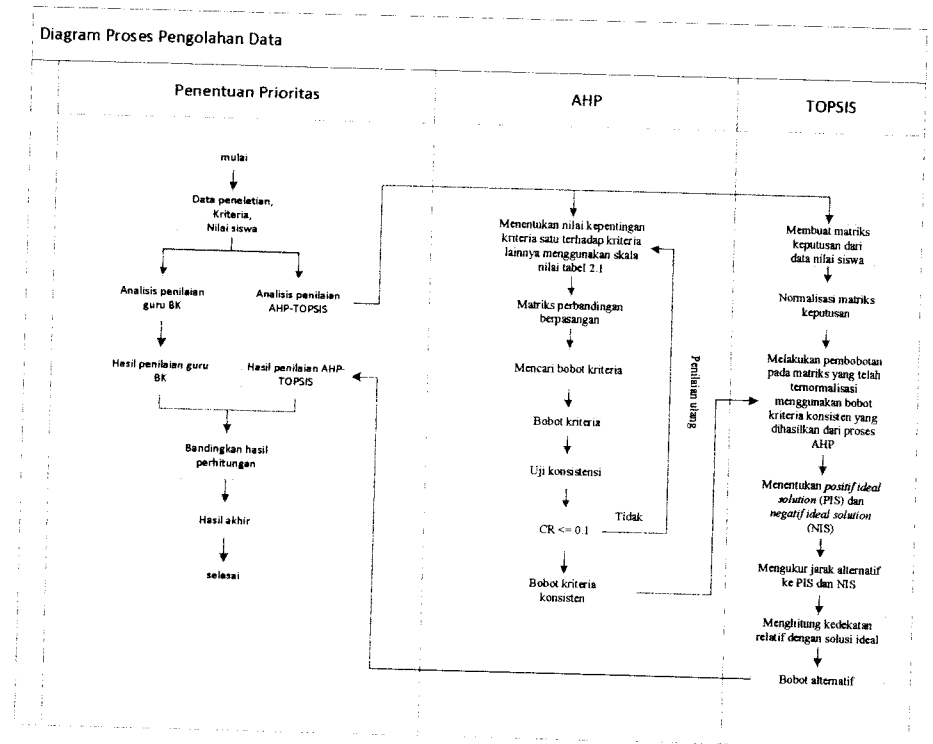 Diagram Proses Pengolahan Data
Penentuan Prioritas
mulai
Data peneletian,
Kriteria,
Nilai siswa
Analisis penilaian
guru BK
Analisis penilaian
AHP-TOPSIS
Hasil penilaian guru
BK
Hasil penilaian AHP-
TOPSIS
Bandingkan hasil
perhitungan
Hasil akhir
selesai
AHP
Menentukan nilai kepentingan
kriteria satu terhadap kriteria
lainnya menggunakan skala
nilai tabel 2.1
Matriks perbandingan
berpasangan
Mencari bobot kriteria
Bobot kriteria
Uji konsistensi
CR <= 0.1
Tidak
Penilaian ulang
Bobot kriteria
konsisten
TOPSIS
Membuat matriks
keputusan dari
data nilai siswa
Normalisasi matriks
keputusan
Melakukan pembobotan
pada matriks yang telah
ternormalisasi
menggunakan bobot
kriteria konsisten yang
dihasilkan dari proses
AHP
Menentukan positif ideal
solution (PIS) dan
negatif ideal solution
(NIS)
Mengukur jarak alternatif
ke PIS dan NIS
Menghitung kedekatan
relatif dengan solusi ideal
Bobot alternatif